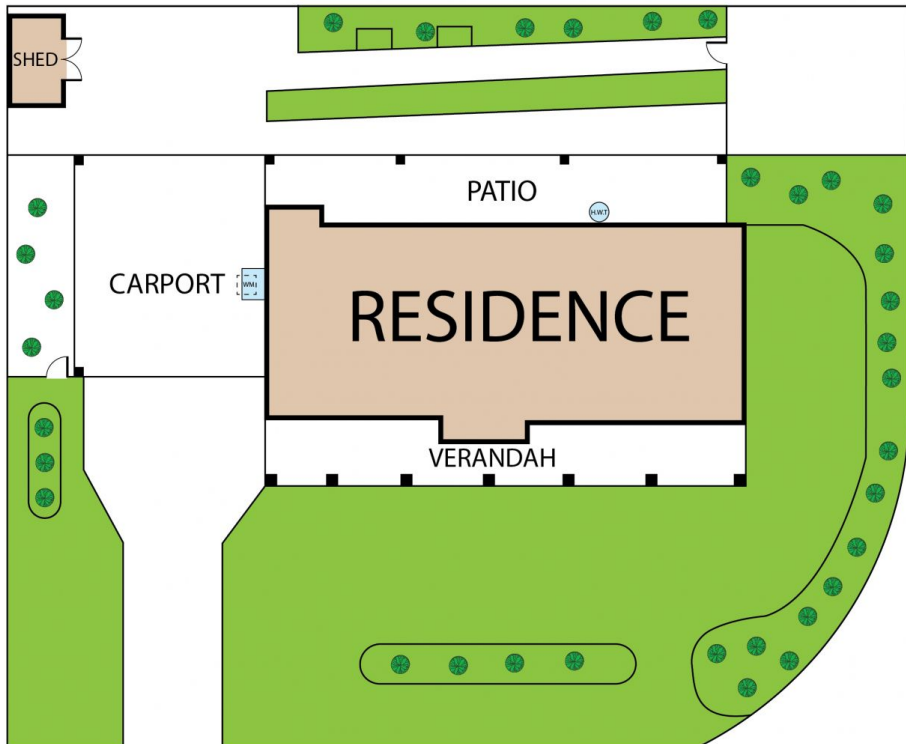 SHED
PATIO
H.W.T
CARPORT
WM
RESIDENCE
VERANDAH